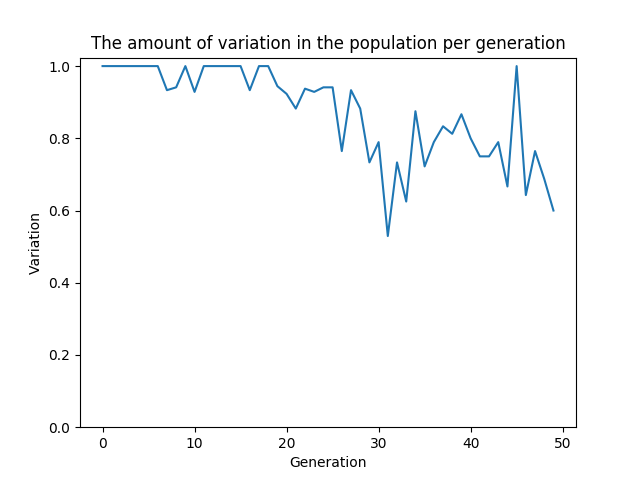 The amount of variation in the population per generation
1.0
0.8
0.6
0.4
0.2
0.0
Variation
0 10 20 30 40 50
Generation